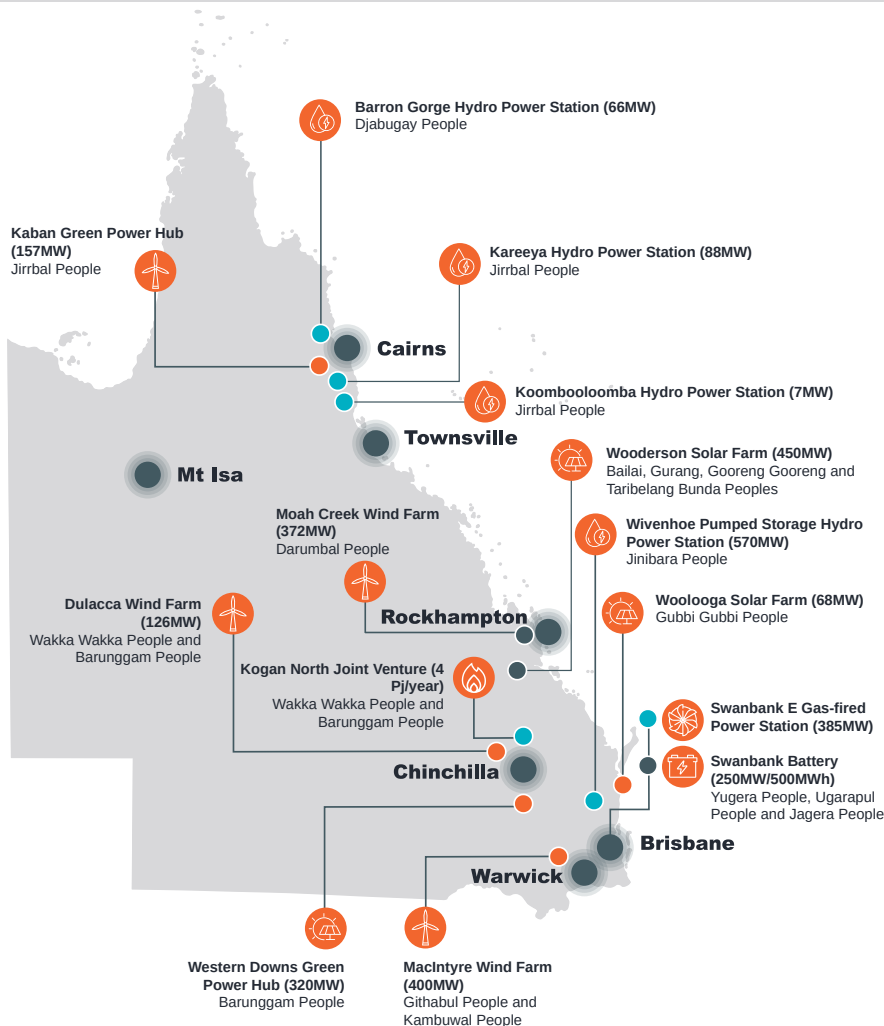 Barron Gorge Hydro Power Station (66MW)
Djabugay People
Kaban Green Power Hub
(157MW)
Jirrbal People
Kareeya Hydro Power Station (88MW)
Jirrbal People
Cairns
Koombooloomba Hydro Power Station (7MW)
Jirrbal People
Townsville
Mt Isa
Wooderson Solar Farm (450MW)
Bailai, Gurang, Gooreng Gooreng and
Taribelang Bunda Peoples
Moah Creek Wind Farm
(372MW)
Darumbal People
Wivenhoe Pumped Storage Hydro
Power Station (570MW)
Jinibara People
Dulacca Wind Farm
(126MW)
Wakka Wakka People and
Barunggam People
Rockhampton
Woolooga Solar Farm (68MW)
Gubbi Gubbi People
Kogan North Joint Venture (4
Pj/year)
Wakka Wakka People and
Barunggam People
Swanbank E Gas-fired
Power Station (385MW)
Chinchilla
Swanbank Battery
(250MW/500MWh)
Yugera People, Ugarapul
People and Jagera People
Brisbane
Warwick
Western Downs Green
Power Hub (320MW)
Barunggam People
MacIntyre Wind Farm
(400MW)
Githabul People and
Kambuwal People